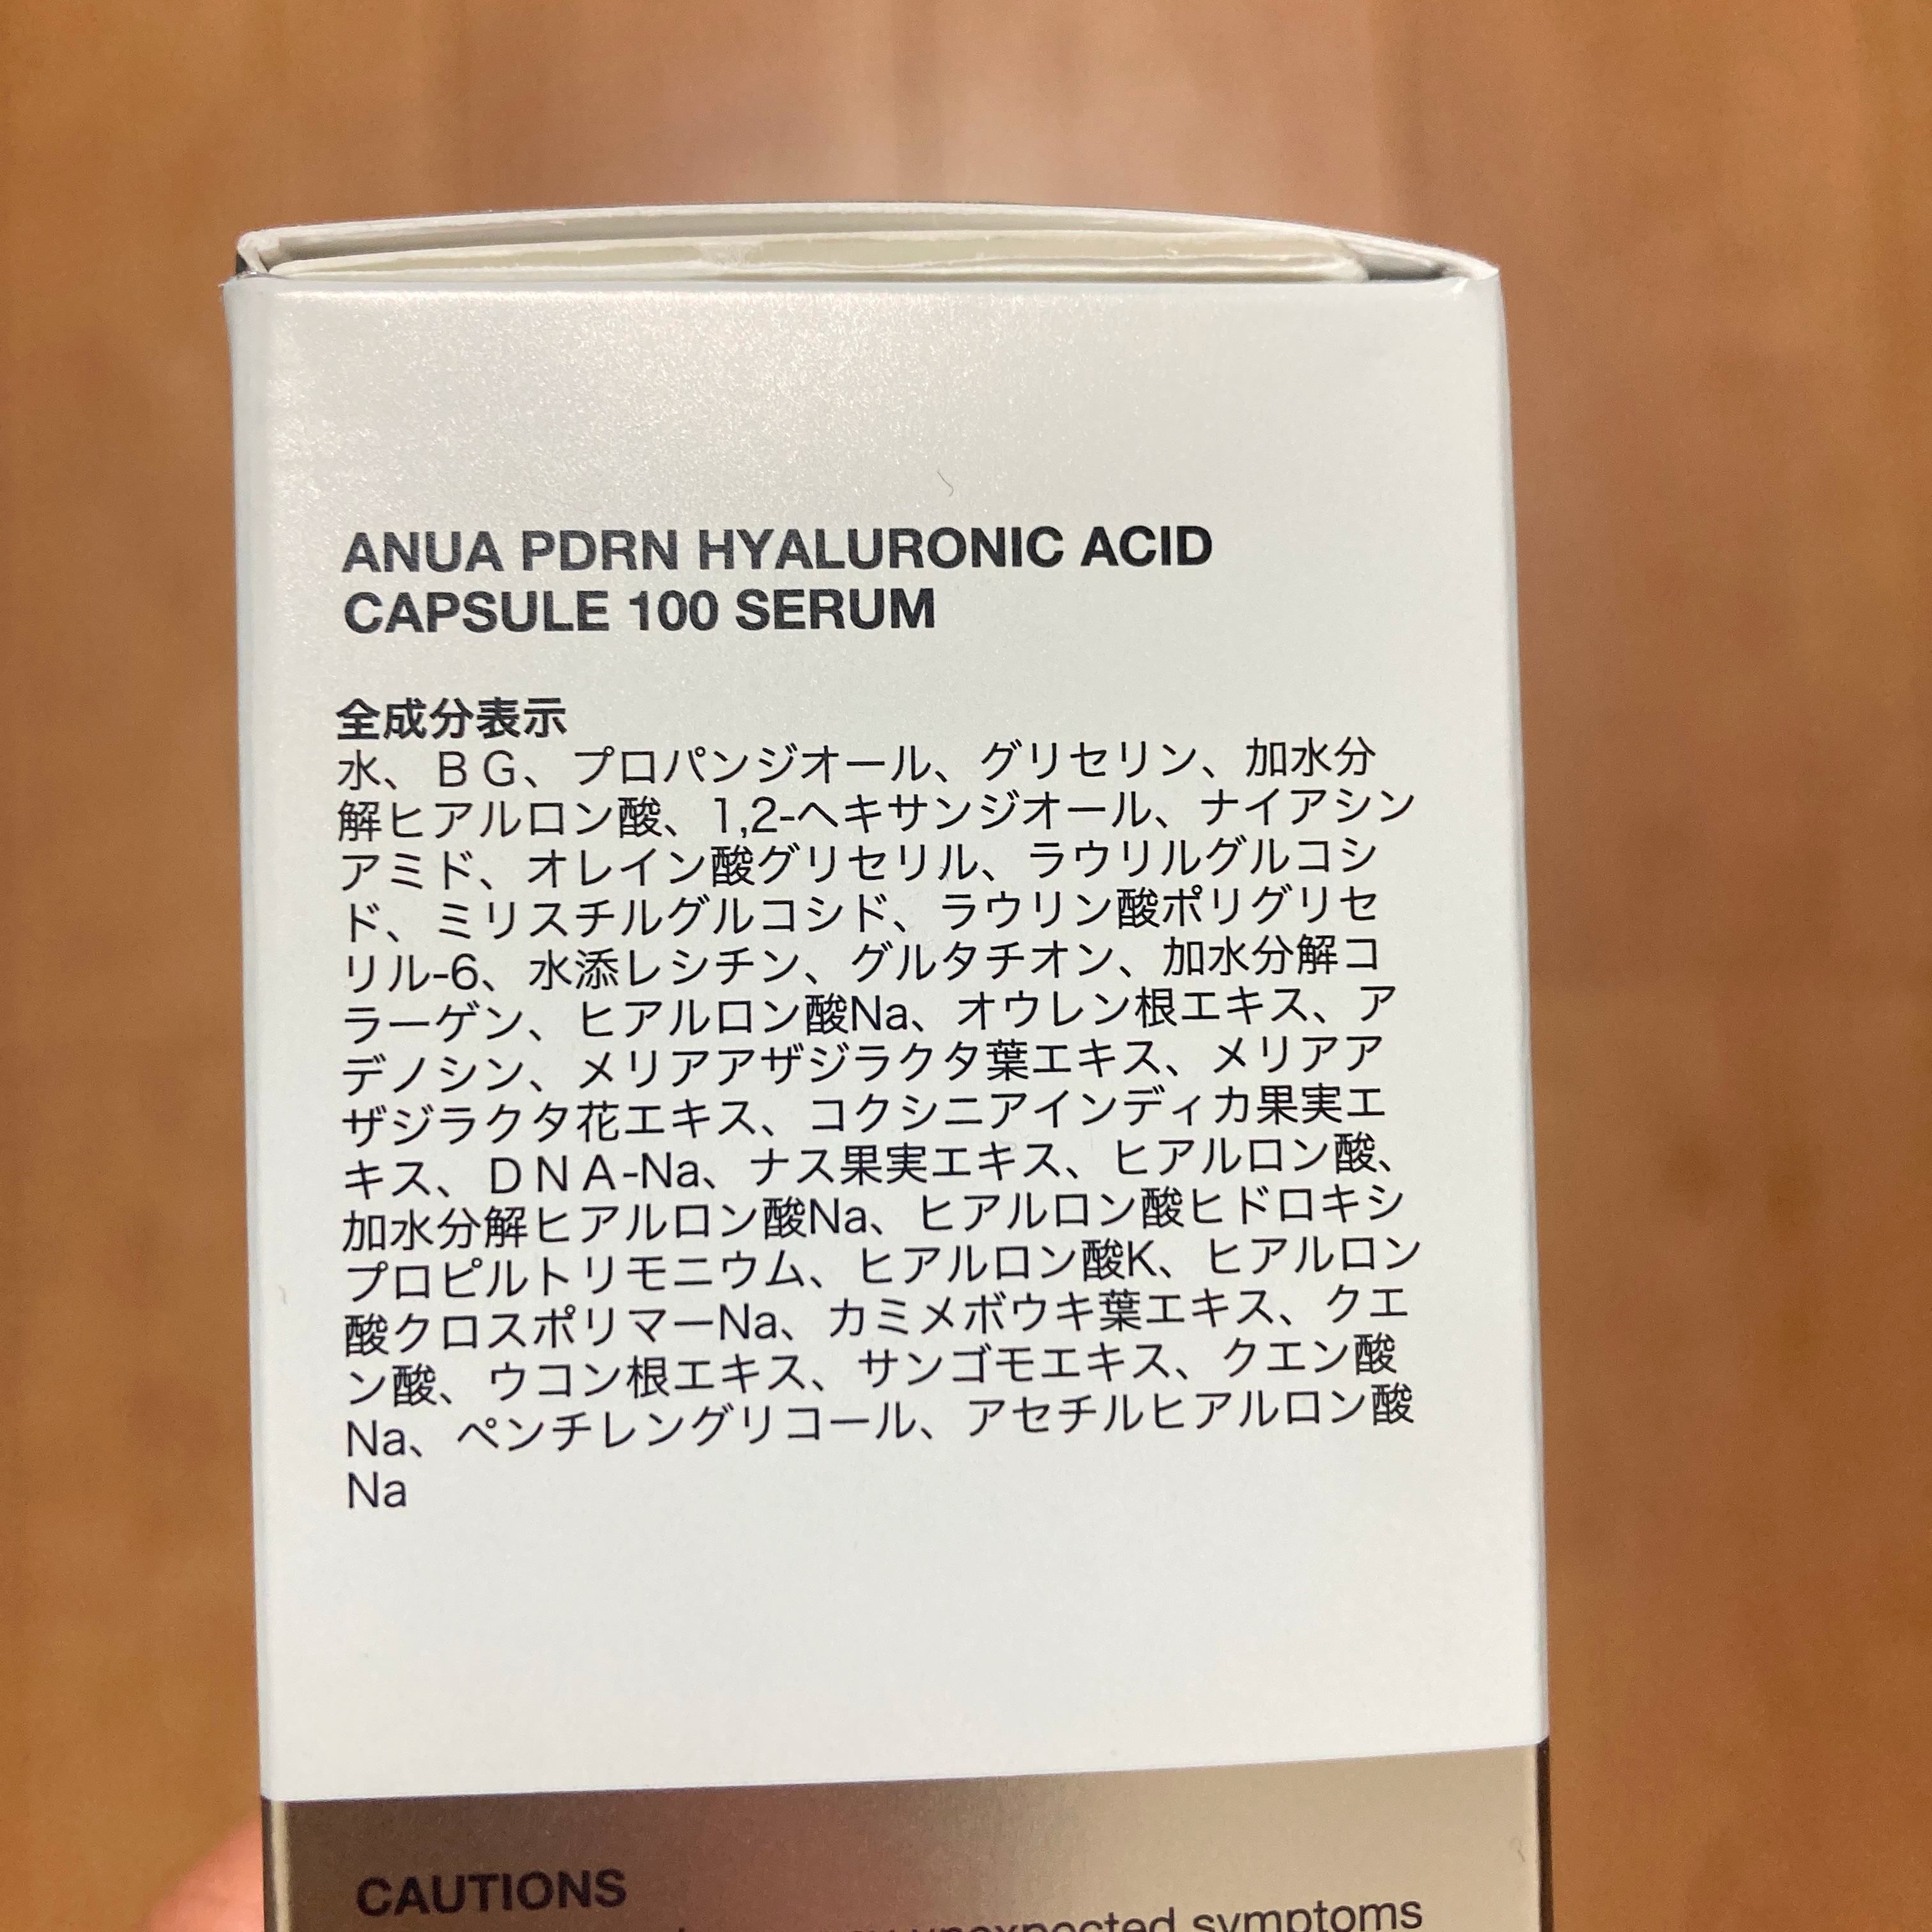 ANUA PDRN HYALURONIC ACID
CAPSULE 100 SERUM
全成分表示
水、ＢＧ、プロパンジオール、グリセリン、加水分
解ヒアルロン酸、1,2-ヘキサンジオール、ナイアシン
アミド、オレイン酸グリセリル、ラウリルグルコシ
ド、ミリスチルグルコシド、ラウリン酸ポリグリセ
リル-6、水添レシチン、グルタチオン、加水分解コ
ラーゲン、ヒアルロン酸Na、オウレン根エキス、ア
デノシン、メリアアザジラクタ葉エキス、メリアア
ザジラクタ花エキス、コクシニアインディカ果実エ
キス、ＤＮＡ-Na、ナス果実エキス、ヒアルロン酸、
加水分解ヒアルロン酸Na、ヒアルロン酸ヒドロキシ
プロピルトリモニウム、ヒアルロン酸K、ヒアルロン
酸クロスポリマーNa、カミメボウキ葉エキス、クエ
ン酸、ウコン根エキス、サンゴモエキス、クエン酸
Na、ペンチレングリコール、アセチルヒアルロン酸
Na
CAUTIONS
unexpected symptoms